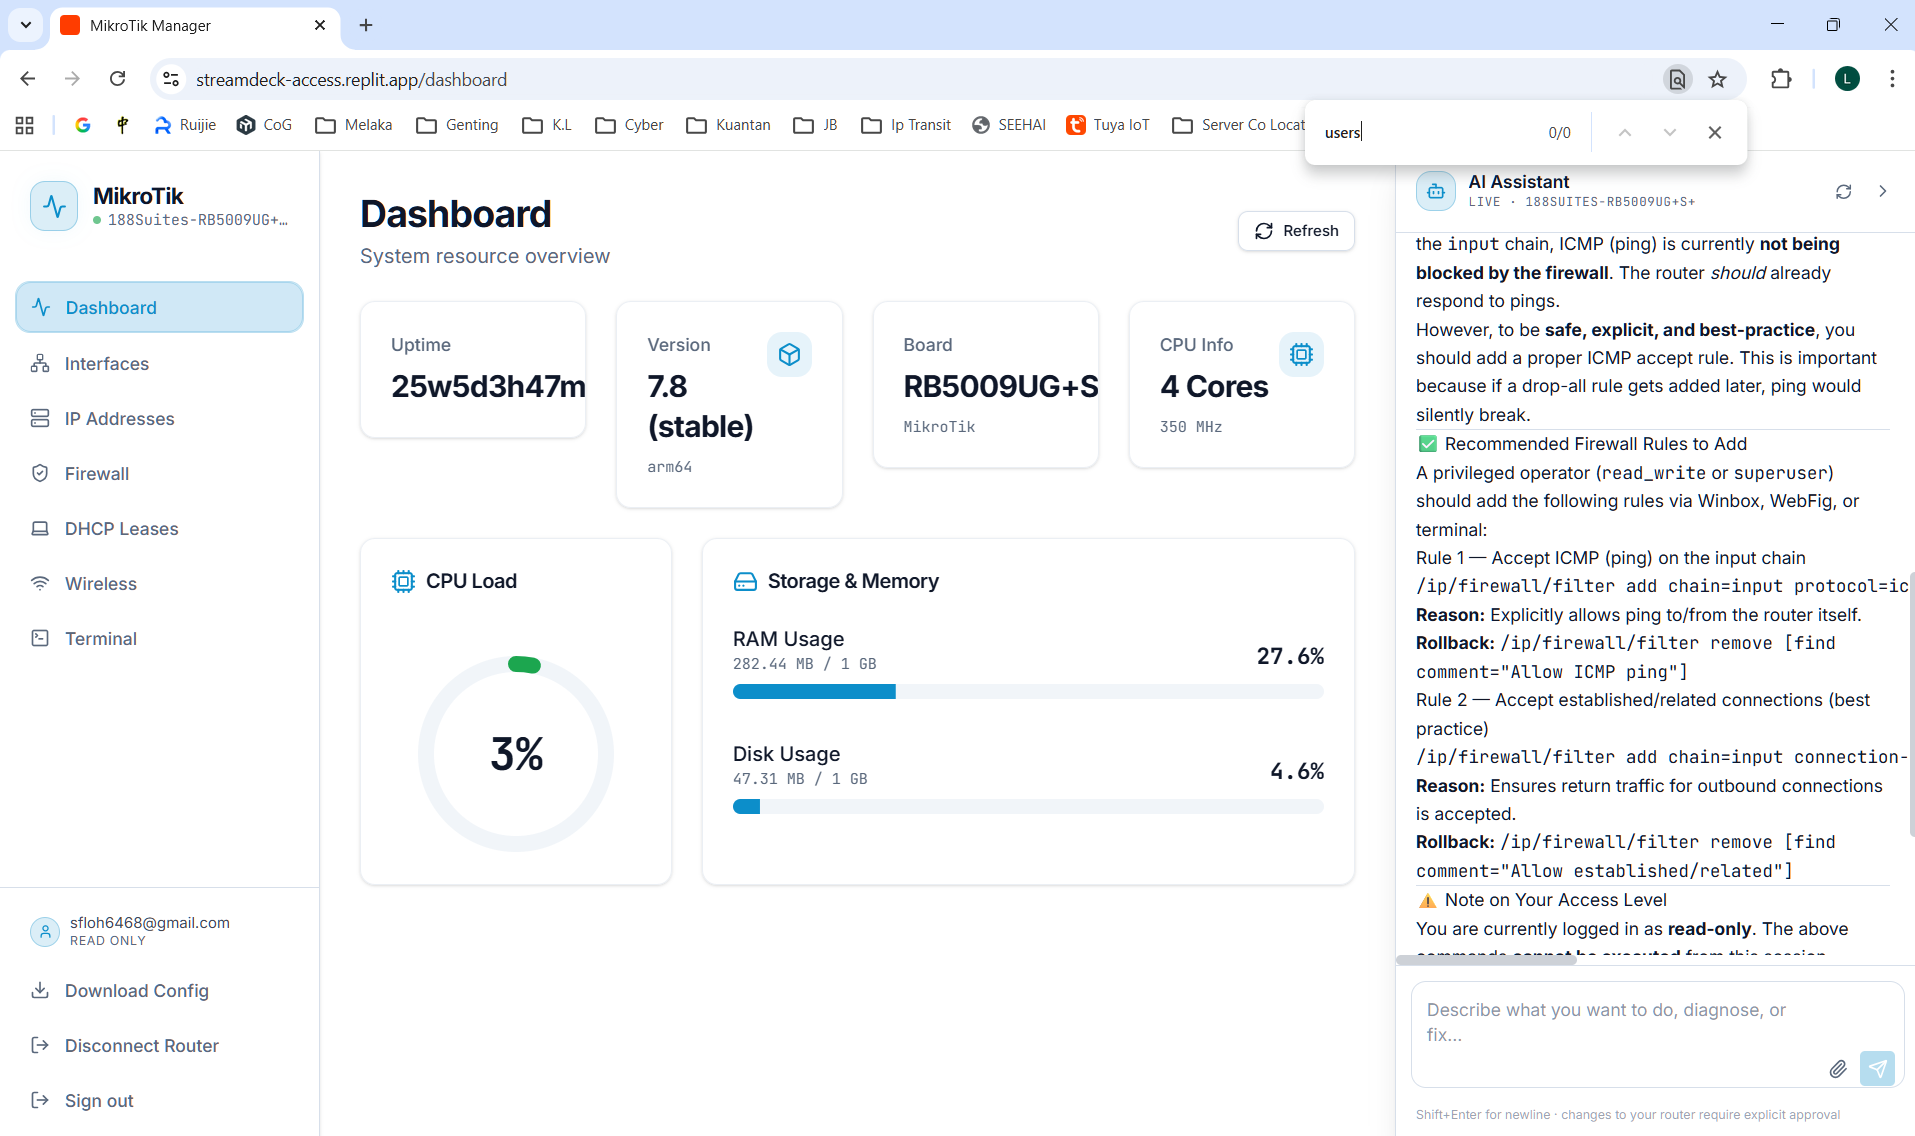 MikroTik Manager
streamdeck-access.replit.app/dashboard
Ruijie
CoG
Melaka
Genting
K.L
Cyber
Kuantan
JB
Ip Transit
SEEHAI
Tuya IoT
Server Co Locat
users
0/0
L
MikroTik
188Suites-RB5009UG+…
Dashboard
Interfaces
IP Addresses
Firewall
DHCP Leases
Wireless
Terminal
sfloh6468@gmail.com
READ ONLY
Download Config
Disconnect Router
Sign out
Dashboard
System resource overview
Refresh
Uptime
25w5d3h47m
Version
7.8
(stable)
arm64
Board
RB5009UG+S
MikroTik
CPU Info
4 Cores
350 MHz
CPU Load
3%
Storage & Memory
RAM Usage
282.44 MB / 1 GB
27.6%
Disk Usage
47.31 MB / 1 GB
4.6%
AI Assistant
LIVE · 188SUITES-RB5009UG+S+
the input chain, ICMP (ping) is currently not being
blocked by the firewall. The router should already
respond to pings.
However, to be safe, explicit, and best-practice, you
should add a proper ICMP accept rule. This is important
because if a drop-all rule gets added later, ping would
silently break.
✅ Recommended Firewall Rules to Add
A privileged operator (read_write or superuser)
should add the following rules via Winbox, WebFig, or
terminal:
Rule 1 — Accept ICMP (ping) on the input chain
/ip/firewall/filter add chain=input protocol=ic
Reason: Explicitly allows ping to/from the router itself.
Rollback: /ip/firewall/filter remove [find
comment="Allow ICMP ping"]
Rule 2 — Accept established/related connections (best
practice)
/ip/firewall/filter add chain=input connection-
Reason: Ensures return traffic for outbound connections
is accepted.
Rollback: /ip/firewall/filter remove [find
comment="Allow established/related"]
⚠️ Note on Your Access Level
You are currently logged in as read-only. The above
commands cannot be executed from this session
Describe what you want to do, diagnose, or
fix...
Shift+Enter for newline · changes to your router require explicit approval